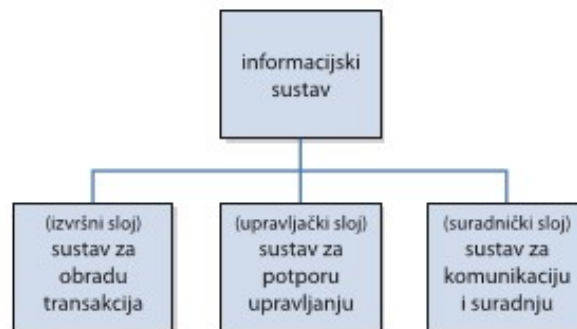 informacijski
sustav
(izvršni sloj)
sustav za
obradu
transakcija
(upravljački sloj)
sustav za
potporu
upravljanju
(suradnički sloj)
sustav za
komunikaciju
i suradnju